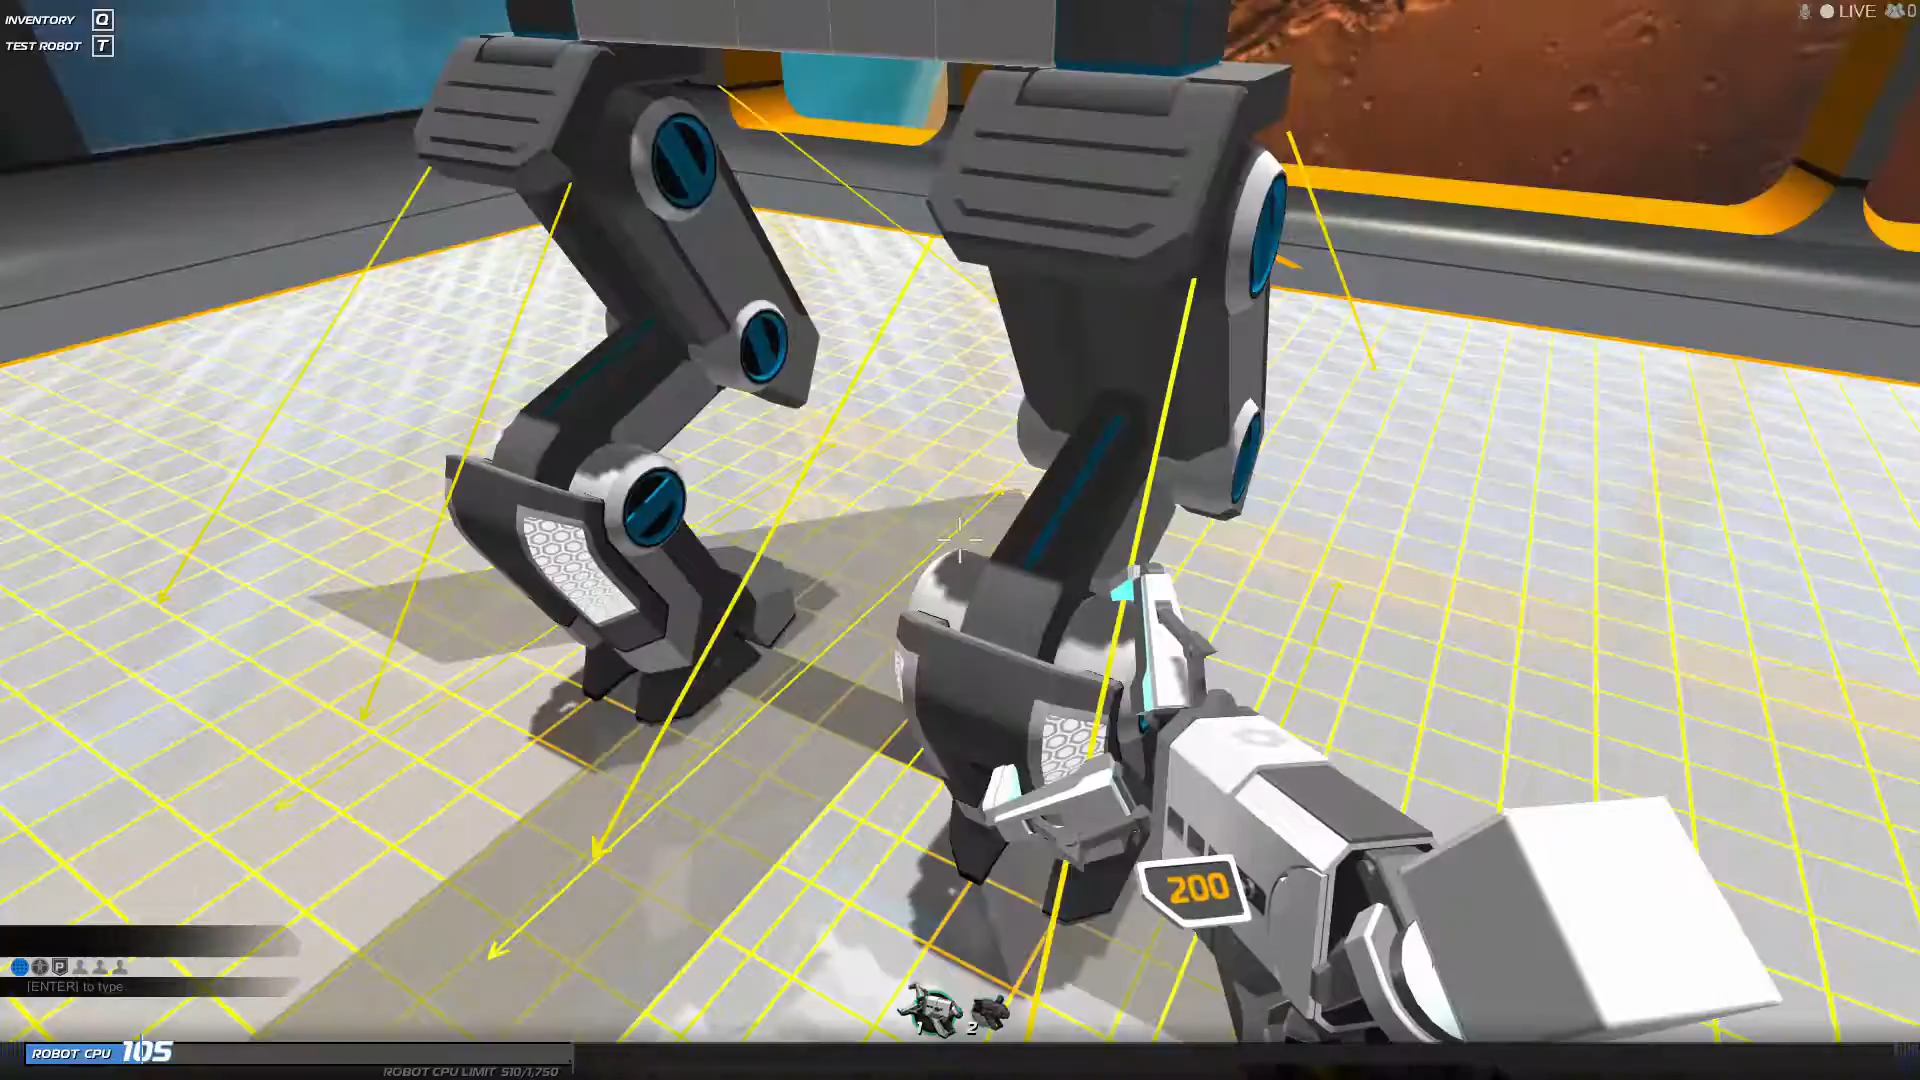 INVENTORY Q
TEST ROBOT T
LIVE 0
200
P
[ENTER] to type
1 2
ROBOT CPU 105
ROBOT CPU LIMIT 510/1,750